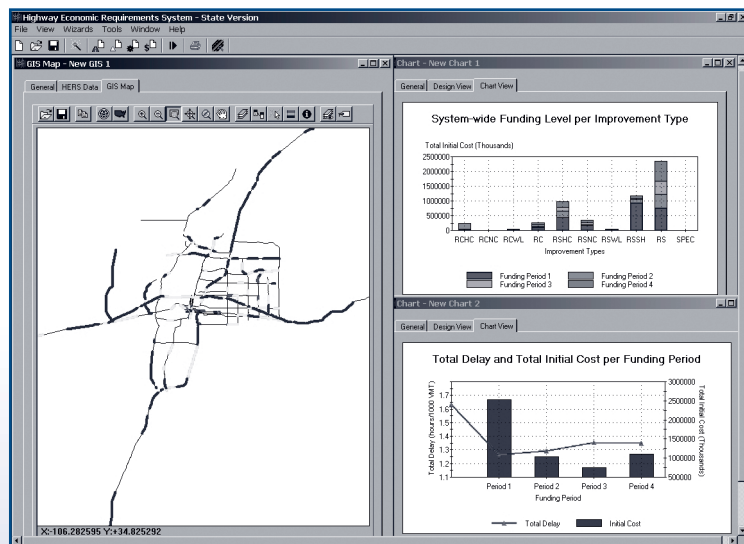 Highway Economic Requirements System - State Version
File View Wizards Tools Window Help
GIS Map - New GIS 1
General HERS Data GIS Map
X:-106.282595 Y:+34.825292
Chart - New Chart 1
General Design View Chart View
System-wide Funding Level per Improvement Type
Total Initial Cost (Thousands)
2500000
2000000
1500000
1000000
500000
0
RCHC RCNC RCWL RC RSHC RSNC RSWL RSSH RS SPEC
Improvement Types
Funding Period 1 Funding Period 2
Funding Period 3 Funding Period 4
Chart - New Chart 2
General Design View Chart View
Total Delay and Total Initial Cost per Funding Period
Total Delay (hours/1000 VMT)
1.7
1.6
1.5
1.4
1.3
1.2
1.1
3000000
2500000
2000000
1500000
1000000
500000
Total Initial Cost (Thousands)
Period 1 Period 2 Period 3 Period 4
Funding Period
Total Delay Initial Cost